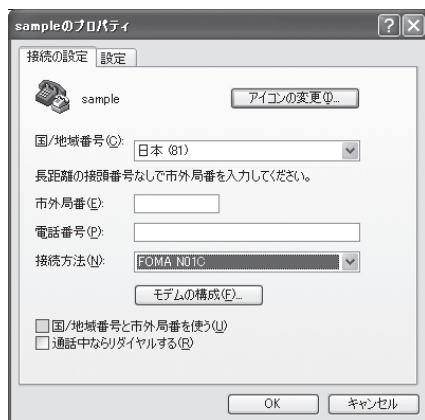 sampleのプロパティ
接続の設定 設定
sample
アイコンの変更(I)...
国/地域番号(C):
日本 (81)
長距離の接頭番号なしで市外局番を入力してください。
市外局番(E):
電話番号(P):
接続方法(N):
FOMA N01C
モデムの構成(F)...
国/地域番号と市外局番を使う(U)
通話中ならリダイヤルする(R)
OK キャンセル